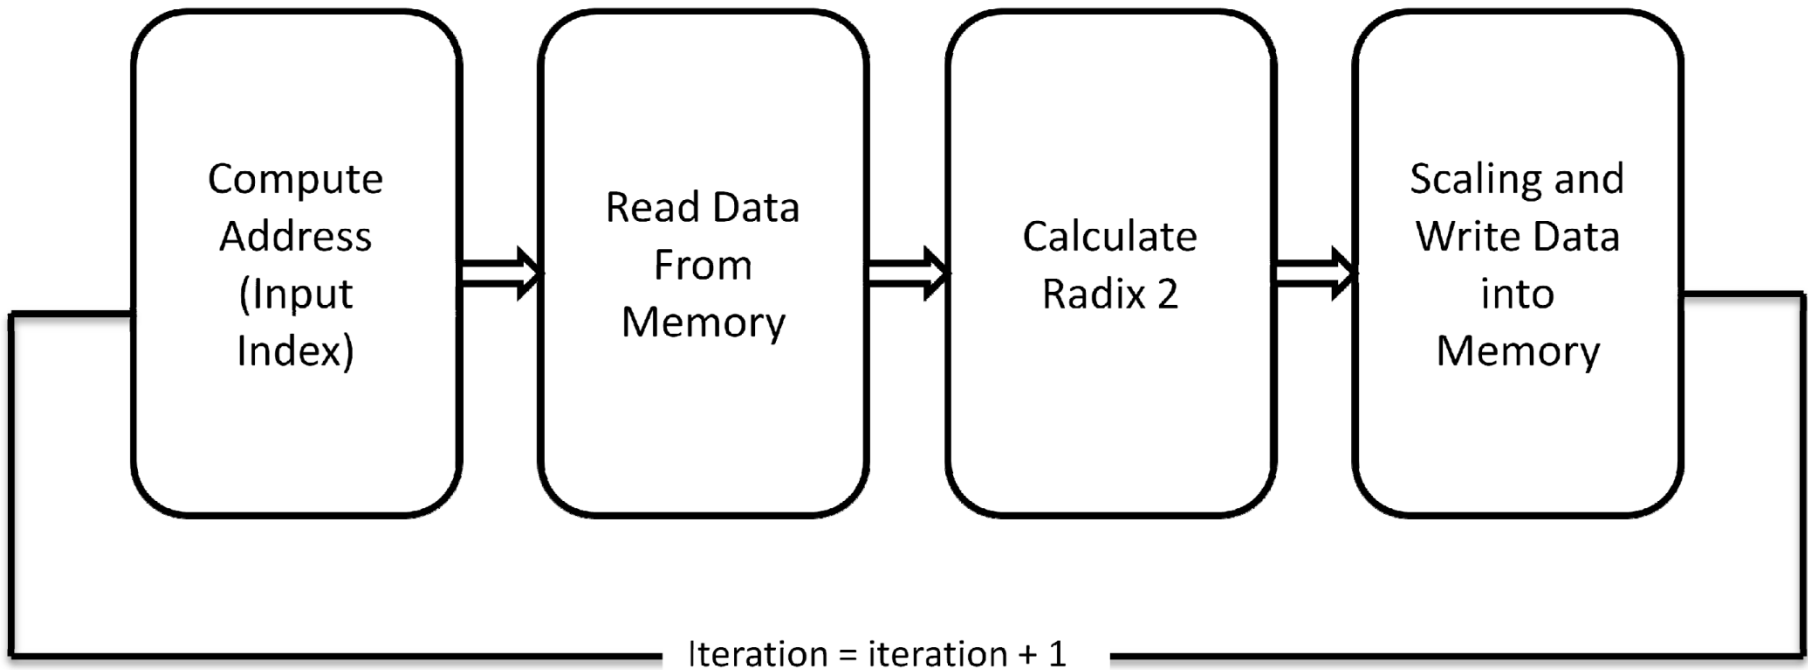 Compute
Address
(Input
Index)
Read Data
From
Memory
Calculate
Radix 2
Scaling and
Write Data
into
Memory
Iteration = iteration + 1